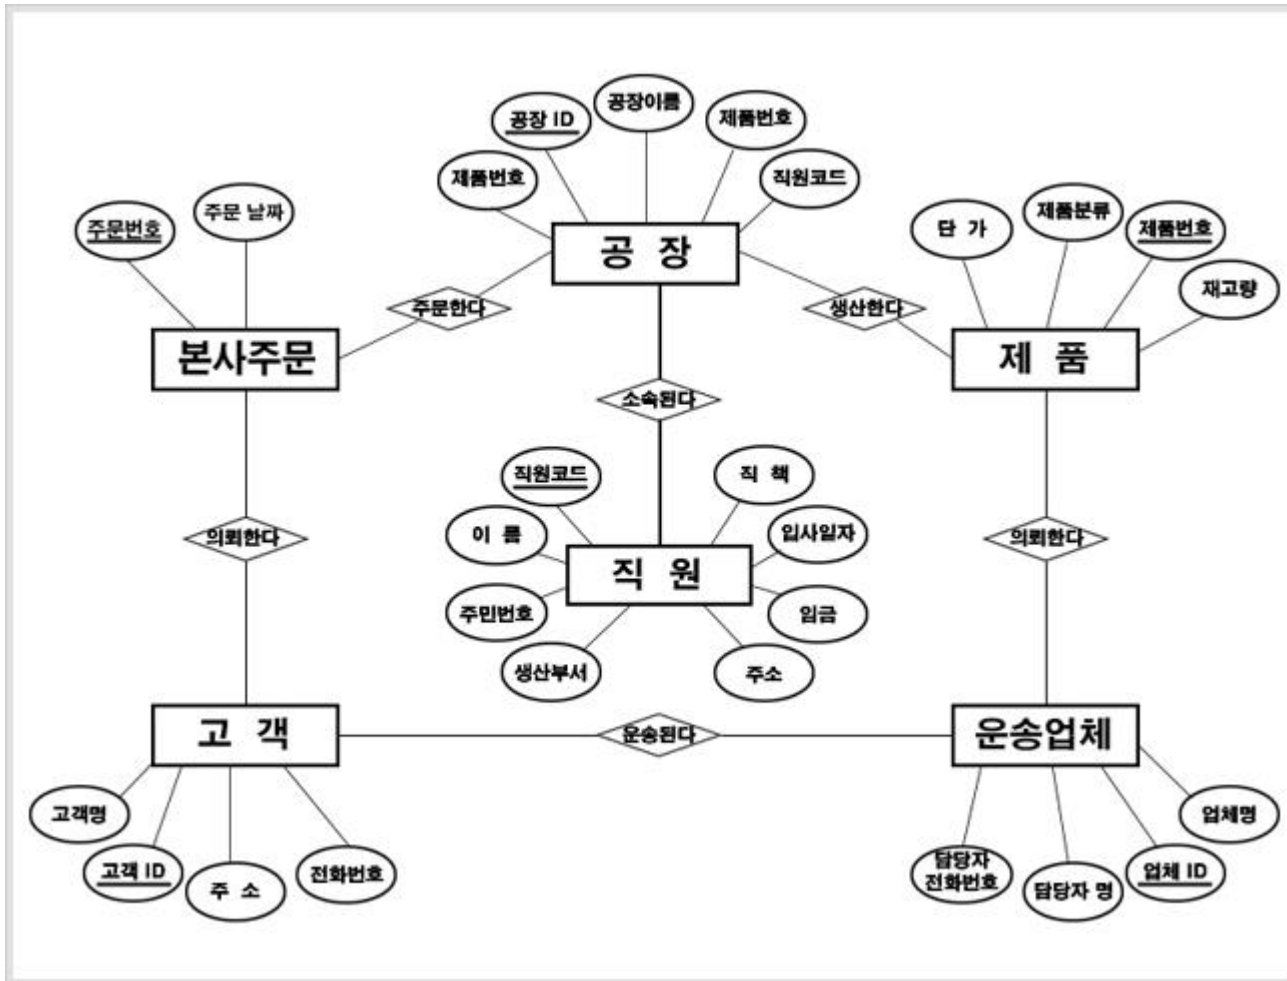 공장이름
공장 ID
제품번호
제품번호
직원코드
공 장
주문 날짜
주문번호
제품분류
단 가
제품번호
재고량
주문한다
생산한다
본사주문
제 품
소속된다
직원코드
직 책
이 름
입사일자
의뢰한다
의뢰한다
직 원
주민번호
임금
생산부서
주소
고 객
운송된다
운송업체
고객명
업체명
고객 ID
주 소
전화번호
담당자
전화번호
담당자 명
업체 ID